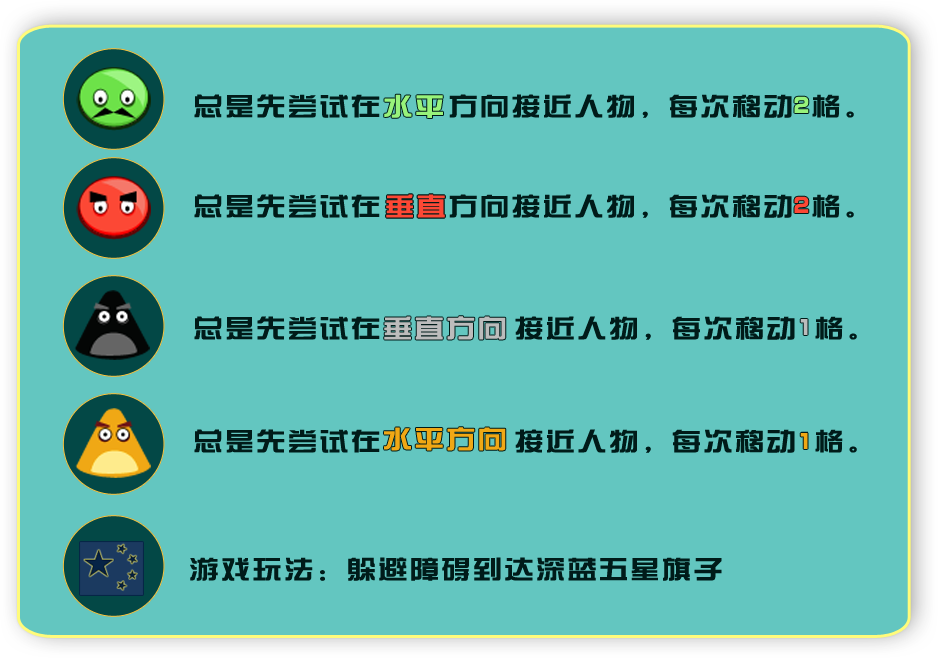 总是先尝试在水平方向接近人物，每次移动2格。
总是先尝试在垂直方向接近人物，每次移动2格。
总是先尝试在垂直方向 接近人物，每次移动1格。
总是先尝试在水平方向 接近人物，每次移动1格。
游戏玩法：躲避障碍到达深蓝五星旗子